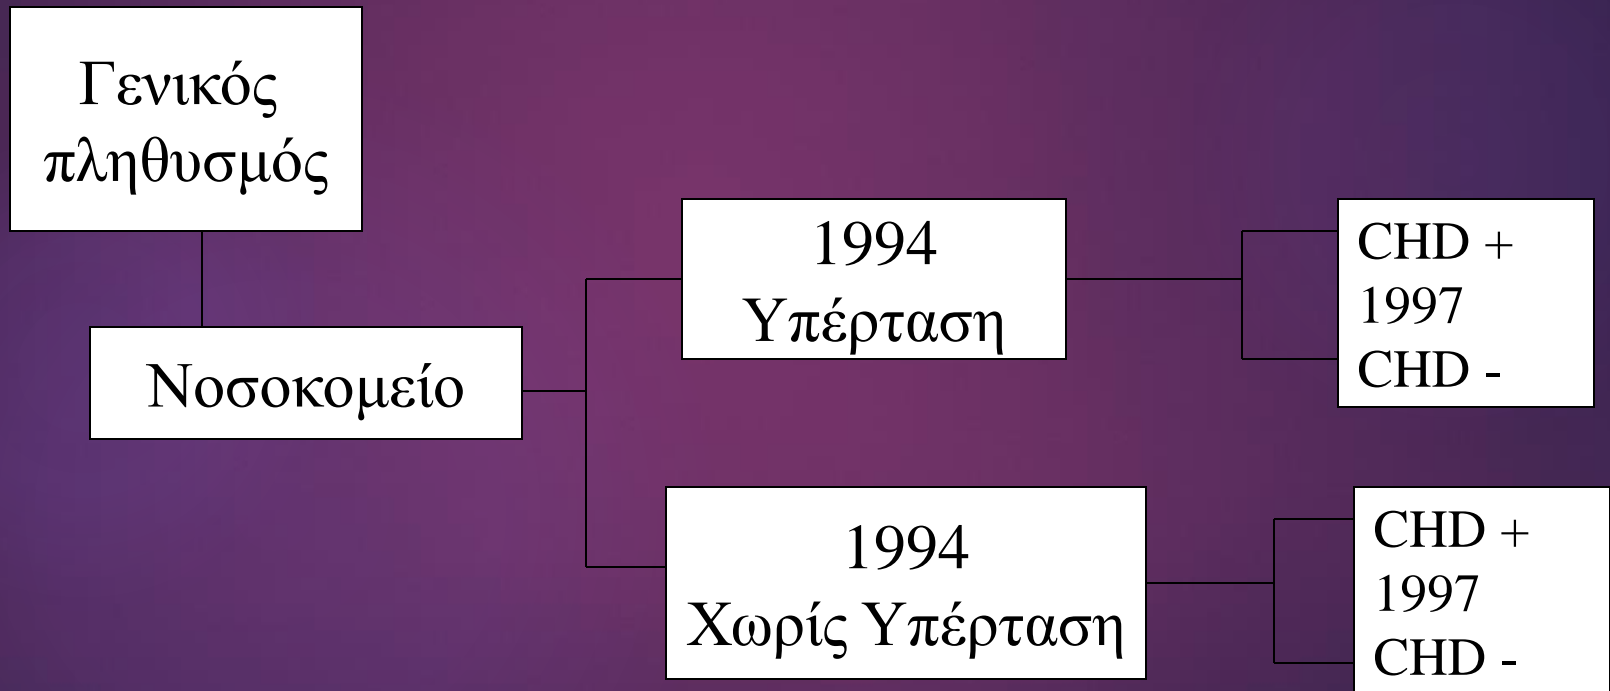 Γενικός
πληθυσμός
Νοσοκομείο
1994
Υπέρταση
CHD +
1997
CHD -
1994
Χωρίς Υπέρταση
CHD +
1997
CHD -